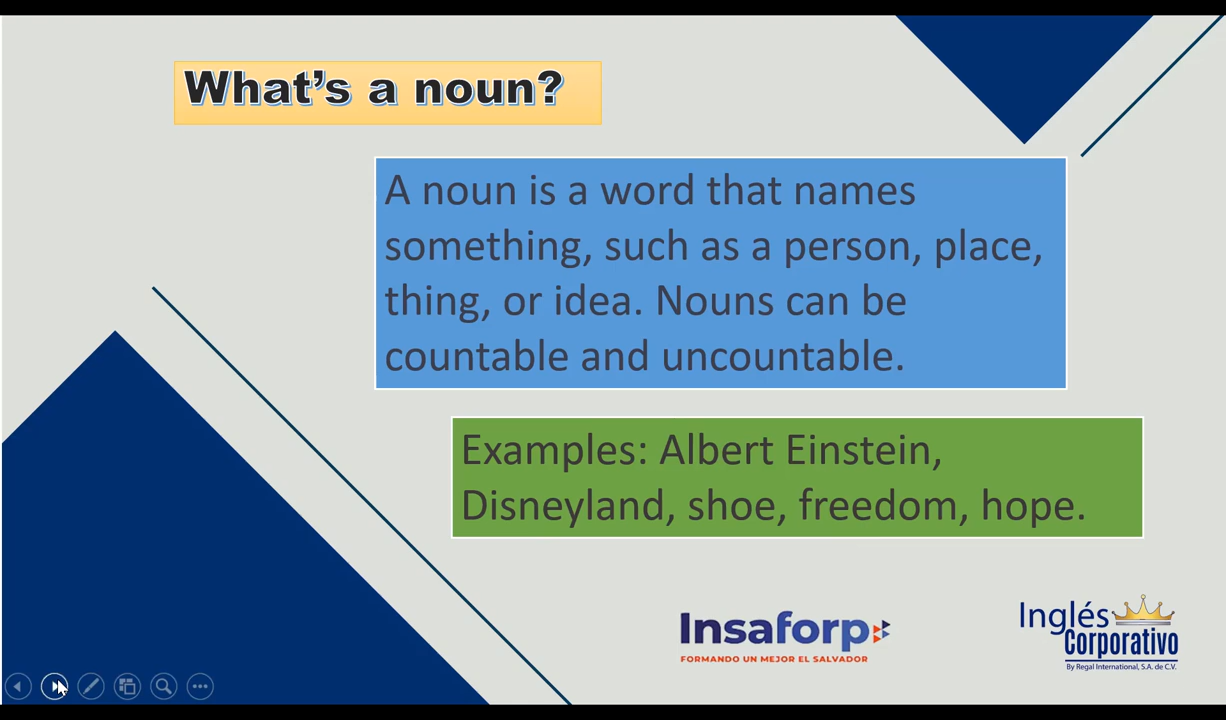 What's a noun?
A noun is a word that names
something, such as a person, place,
thing, or idea. Nouns can be
countable and uncountable.
Examples: Albert Einstein,
Disneyland, shoe, freedom, hope.
Insaforp
FORMANDO UN MEJOR EL SALVADOR
Inglés
Corporativo
By Regal International, S.A. de C.V.